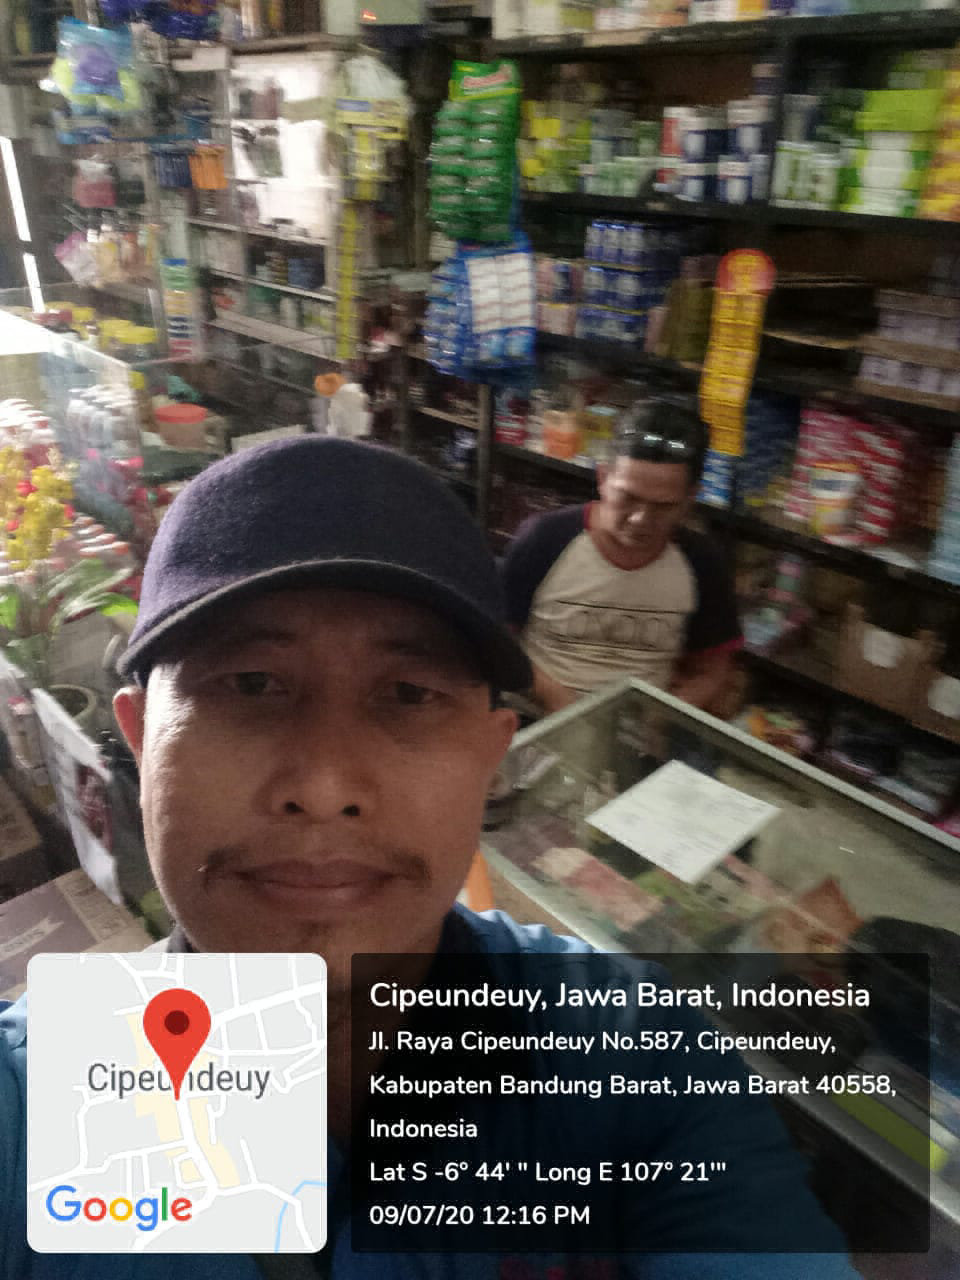 Cipeundeuy
Google
Cipeundeuy, Jawa Barat, Indonesia
Jl. Raya Cipeundeuy No.587, Cipeundeuy,
Kabupaten Bandung Barat, Jawa Barat 40558,
Indonesia
Lat S -6° 44' " Long E 107° 21'"
09/07/20 12:16 PM